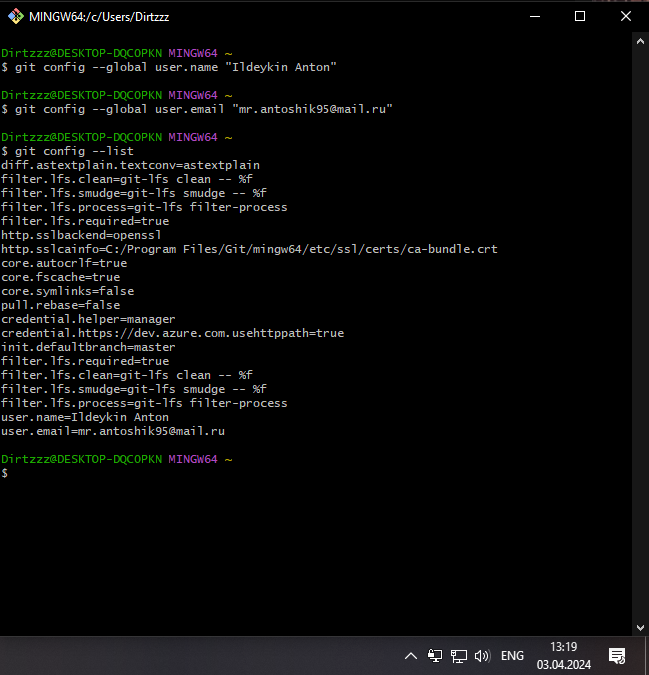 MINGW64:/c/Users/Dirtzzz
Dirtzzz@DESKTOP-DQCOPKN MINGW64 ~
$ git config --global user.name "Ildeykin Anton"
Dirtzzz@DESKTOP-DQCOPKN MINGW64 ~
$ git config --global user.email "mr.antoshik95@mail.ru"
Dirtzzz@DESKTOP-DQCOPKN MINGW64 ~
$ git config --list
diff.astextplain.textconv=astextplain
filter.lfs.clean=git-lfs clean -- %f
filter.lfs.smudge=git-lfs smudge -- %f
filter.lfs.process=git-lfs filter-process
filter.lfs.required=true
http.sslbackend=openssl
http.sslcainfo=C:/Program Files/Git/mingw64/etc/ssl/certs/ca-bundle.crt
core.autocrlf=true
core.fscache=true
core.symlinks=false
pull.rebase=false
credential.helper=manager
credential.https://dev.azure.com.usehttppath=true
init.defaultbranch=master
filter.lfs.required=true
filter.lfs.clean=git-lfs clean -- %f
filter.lfs.smudge=git-lfs smudge -- %f
filter.lfs.process=git-lfs filter-process
user.name=Ildeykin Anton
user.email=mr.antoshik95@mail.ru
Dirtzzz@DESKTOP-DQCOPKN MINGW64 ~
$
ENG
13:19
03.04.2024